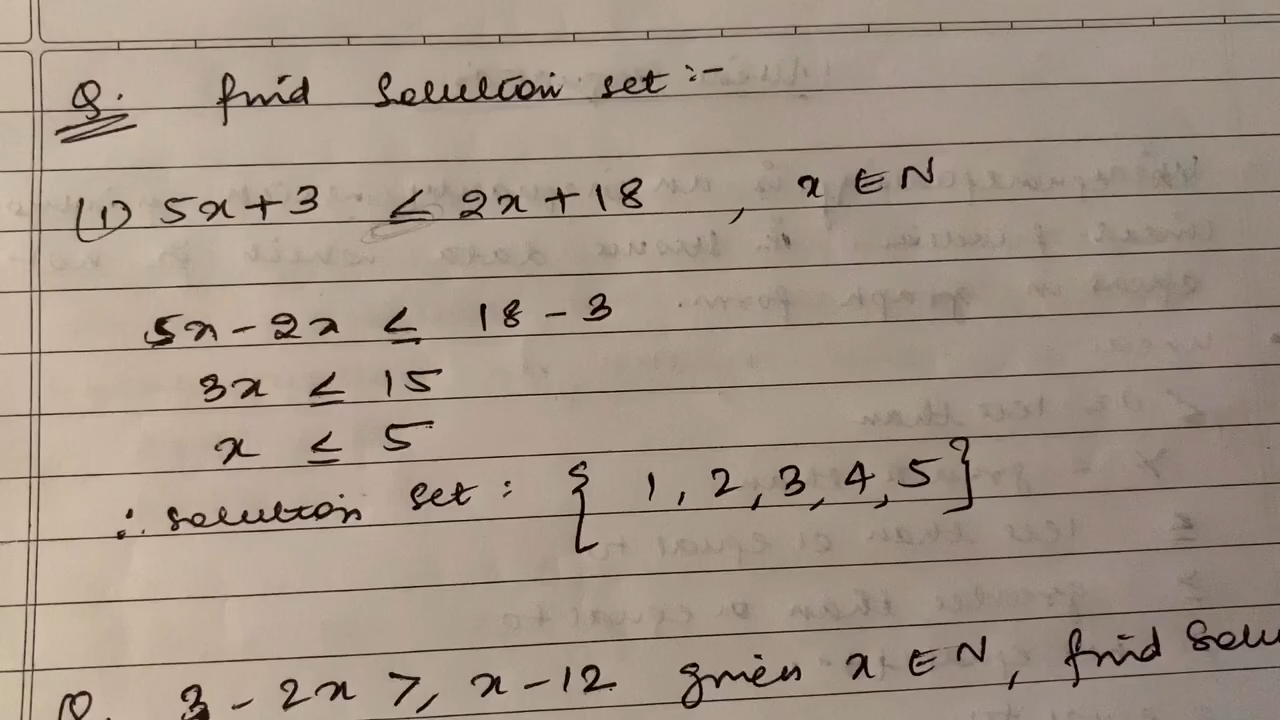 Q. find solution set :-
(1) 5x + 3 ≤ 2x + 18 , x ∈ N
5x - 2x ≤ 18 - 3
3x ≤ 15
x ≤ 5
∴ solution set : { 1, 2, 3, 4, 5 }
Q. 3 - 2x ≥ x - 12 given x ∈ N, find Solu